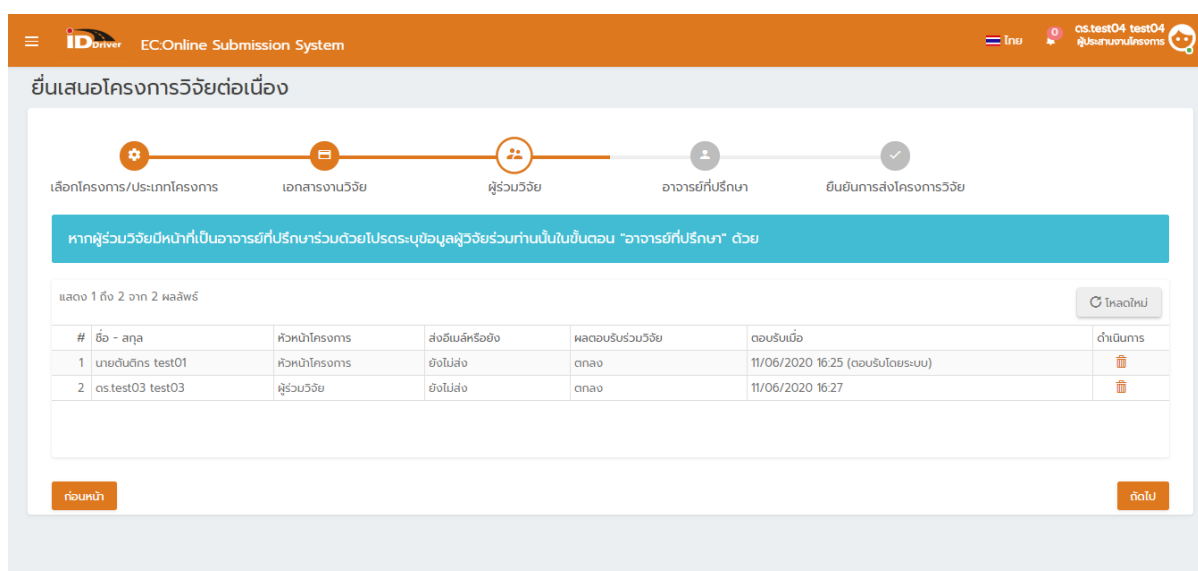 iDDriver EC:Online Submission System
ไทย
0
ดร.test04 test04
ผู้ประสานงานโครงการ
ยื่นเสนอโครงการวิจัยต่อเนื่อง
เลือกโครงการ/ประเภทโครงการ เอกสารงานวิจัย ผู้ร่วมวิจัย อาจารย์ที่ปรึกษา ยืนยันการส่งโครงการวิจัย
หากผู้ร่วมวิจัยมีหน้าที่เป็นอาจารย์ที่ปรึกษาร่วมด้วยโปรดระบุข้อมูลผู้วิจัยร่วมท่านนั้นในขั้นตอน "อาจารย์ที่ปรึกษา" ด้วย
แสดง 1 ถึง 2 จาก 2 ผลลัพธ์
โหลดใหม่
# ชื่อ - สกุล หัวหน้าโครงการ ส่งอีเมล์หรือยัง ผลตอบรับร่วมวิจัย ตอบรับเมื่อ ดำเนินการ
1 นายตันติกร test01 หัวหน้าโครงการ ยังไม่ส่ง ตกลง 11/06/2020 16:25 (ตอบรับโดยระบบ)
2 ดร.test03 test03 ผู้ร่วมวิจัย ยังไม่ส่ง ตกลง 11/06/2020 16:27
ก่อนหน้า
ถัดไป